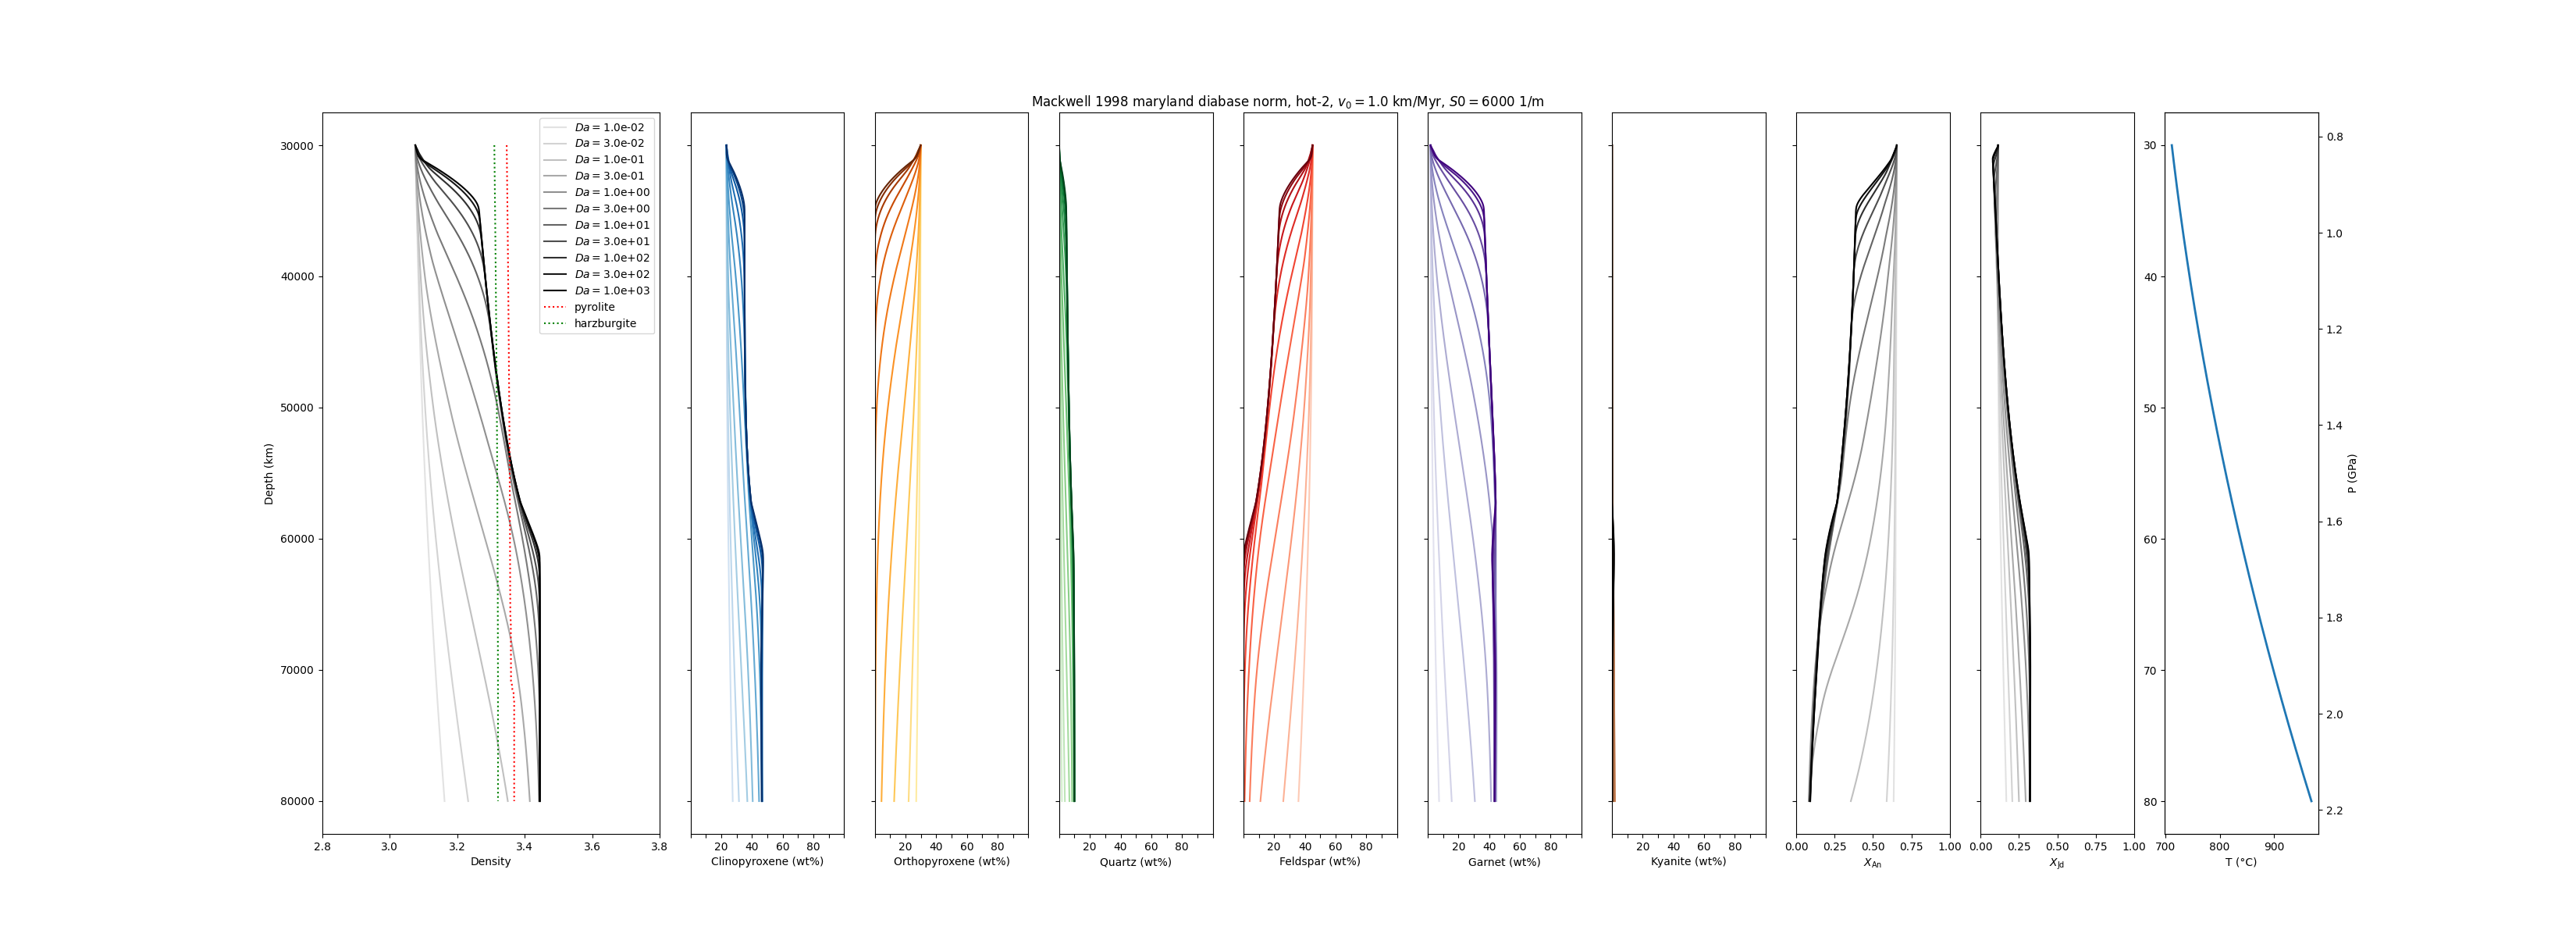 Mackwell 1998 maryland diabase norm, hot-2, v₀ = 1.0 km/Myr, S0 = 6000 1/m
Da = 1.0e-02
Da = 3.0e-02
Da = 1.0e-01
Da = 3.0e-01
Da = 1.0e+00
Da = 3.0e+00
Da = 1.0e+01
Da = 3.0e+01
Da = 1.0e+02
Da = 3.0e+02
Da = 1.0e+03
pyrolite
harzburgite
Depth (km)
30000
40000
50000
60000
70000
80000
2.8 3.0 3.2 3.4 3.6 3.8
Density
20 40 60 80
Clinopyroxene (wt%)
20 40 60 80
Orthopyroxene (wt%)
20 40 60 80
Quartz (wt%)
20 40 60 80
Feldspar (wt%)
20 40 60 80
Garnet (wt%)
20 40 60 80
Kyanite (wt%)
0.00 0.25 0.50 0.75 1.00
X_An
0.00 0.25 0.50 0.75 1.00
X_Jd
30
40
50
60
70
80
700 800 900
T (°C)
0.8
1.0
1.2
1.4
1.6
1.8
2.0
2.2
P (GPa)